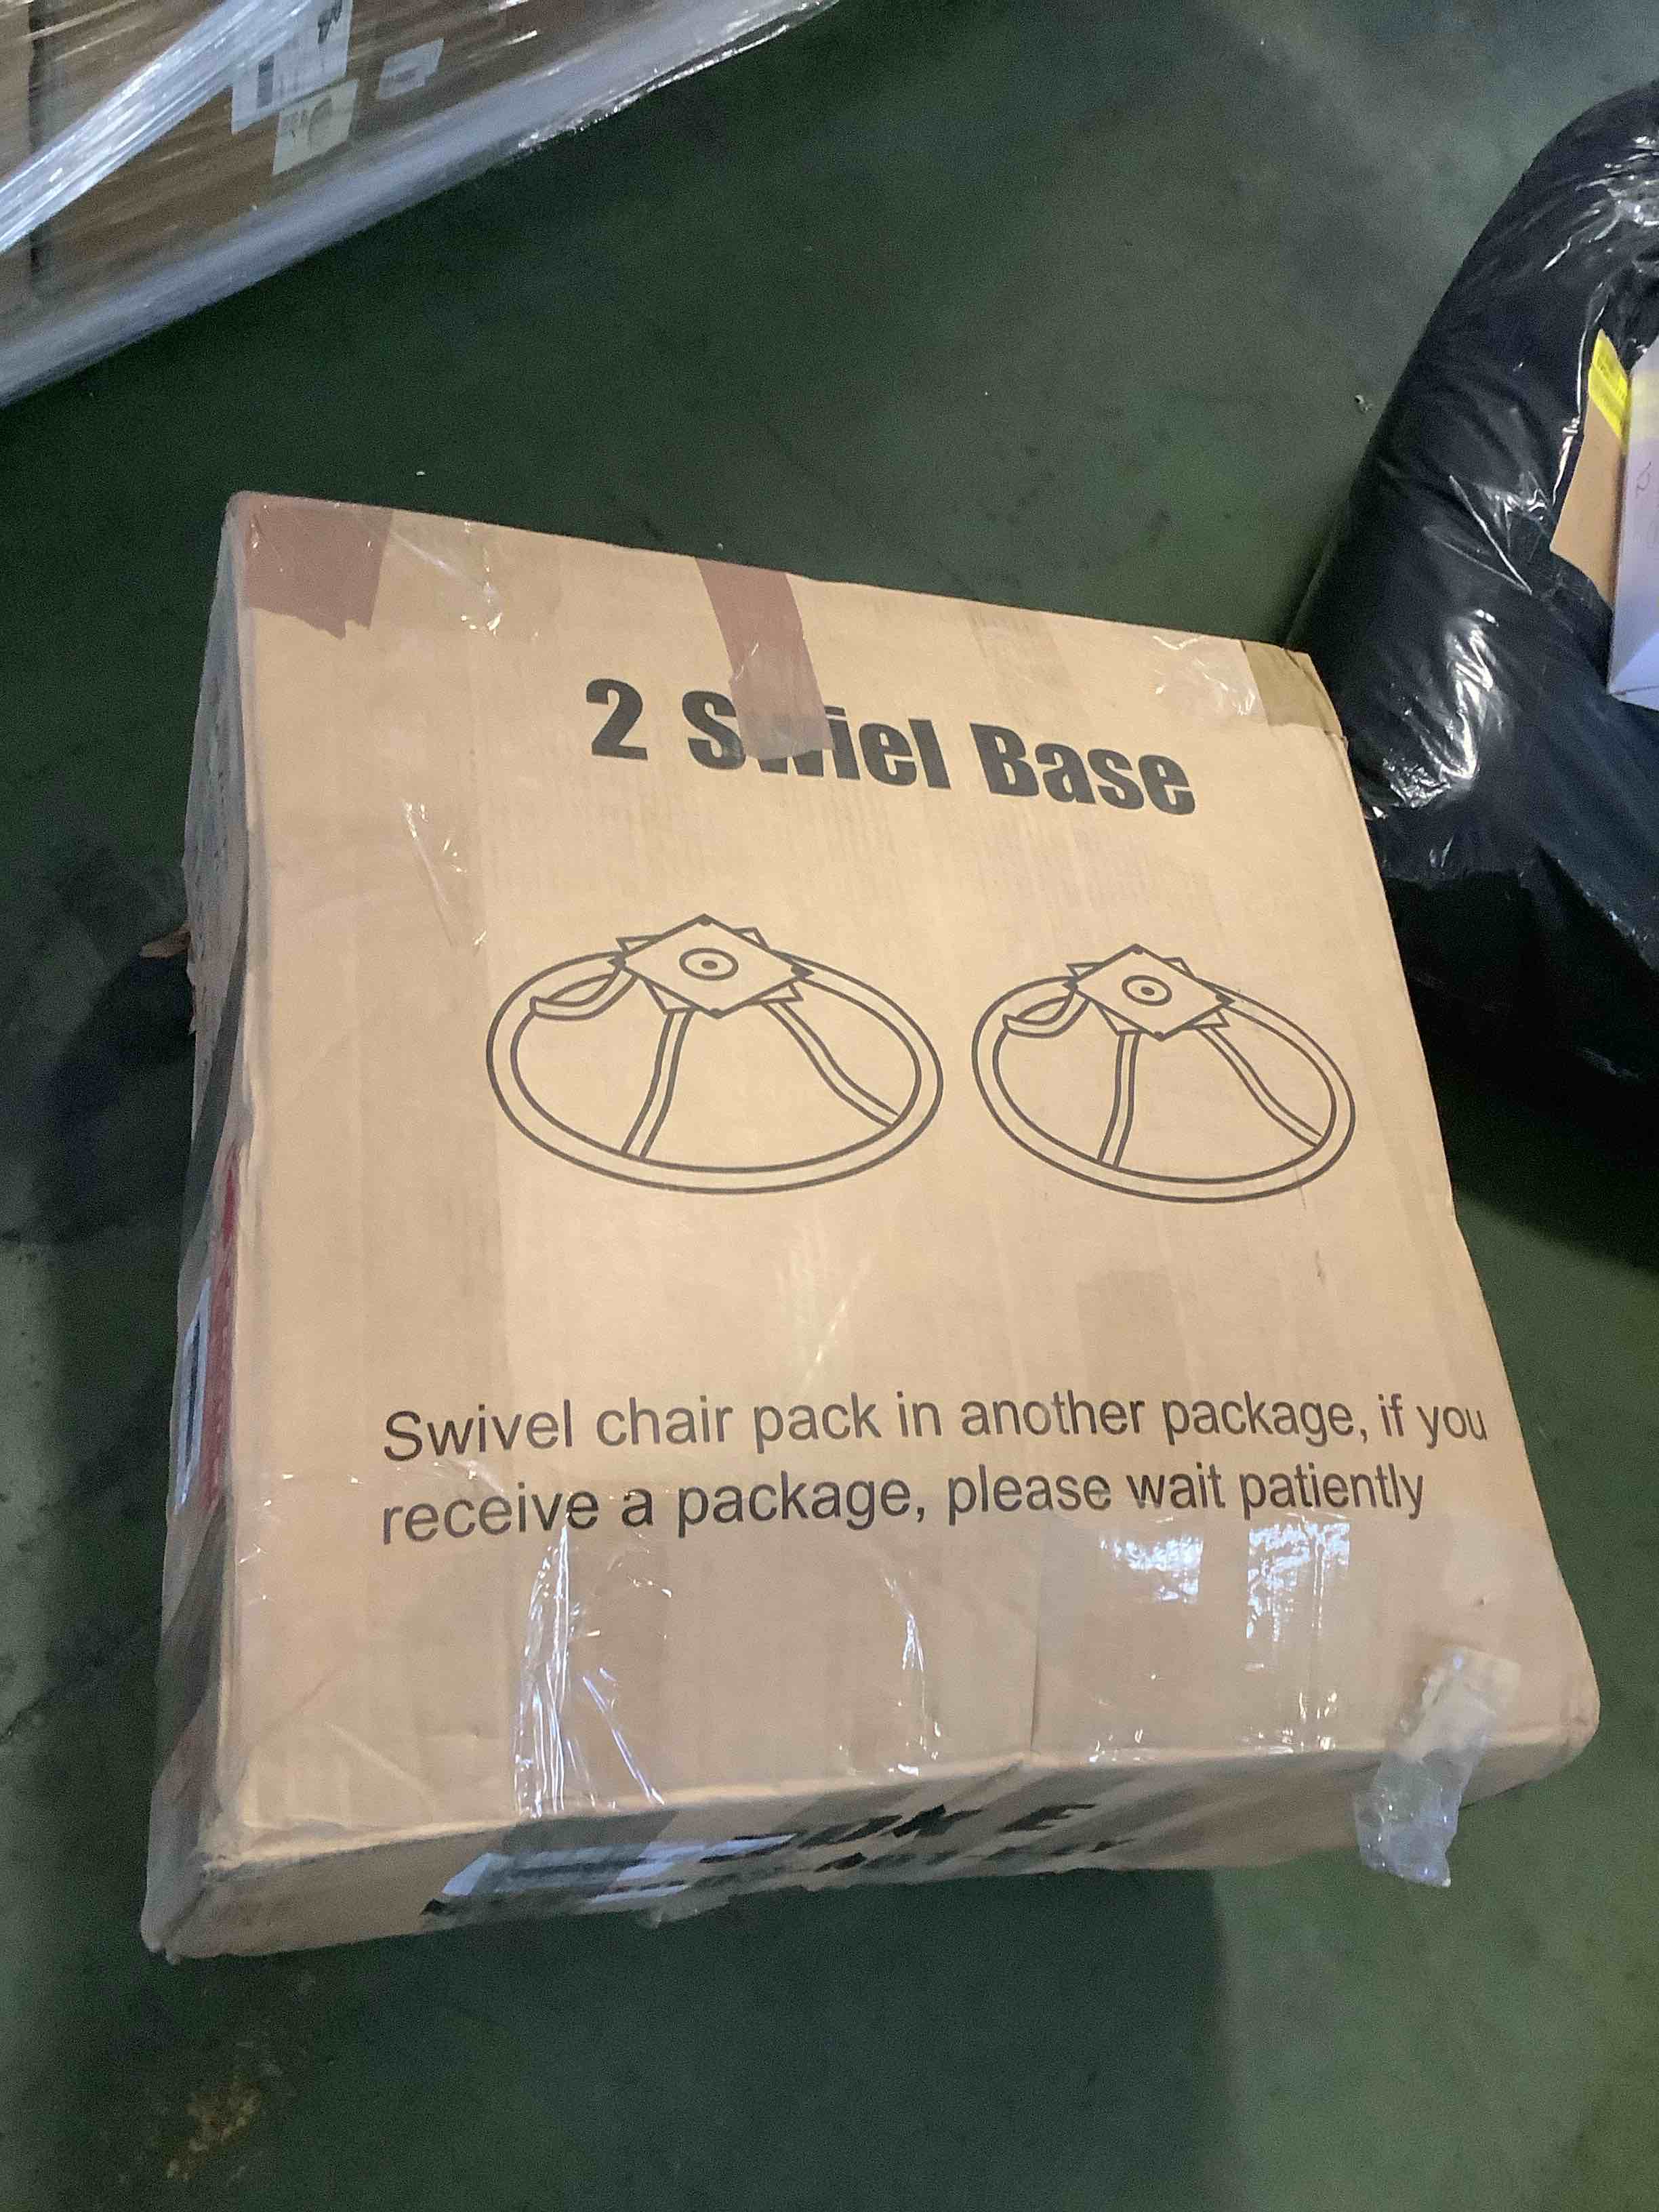 2 Swiel Base
Swivel chair pack in another package, if you
receive a package, please wait patiently